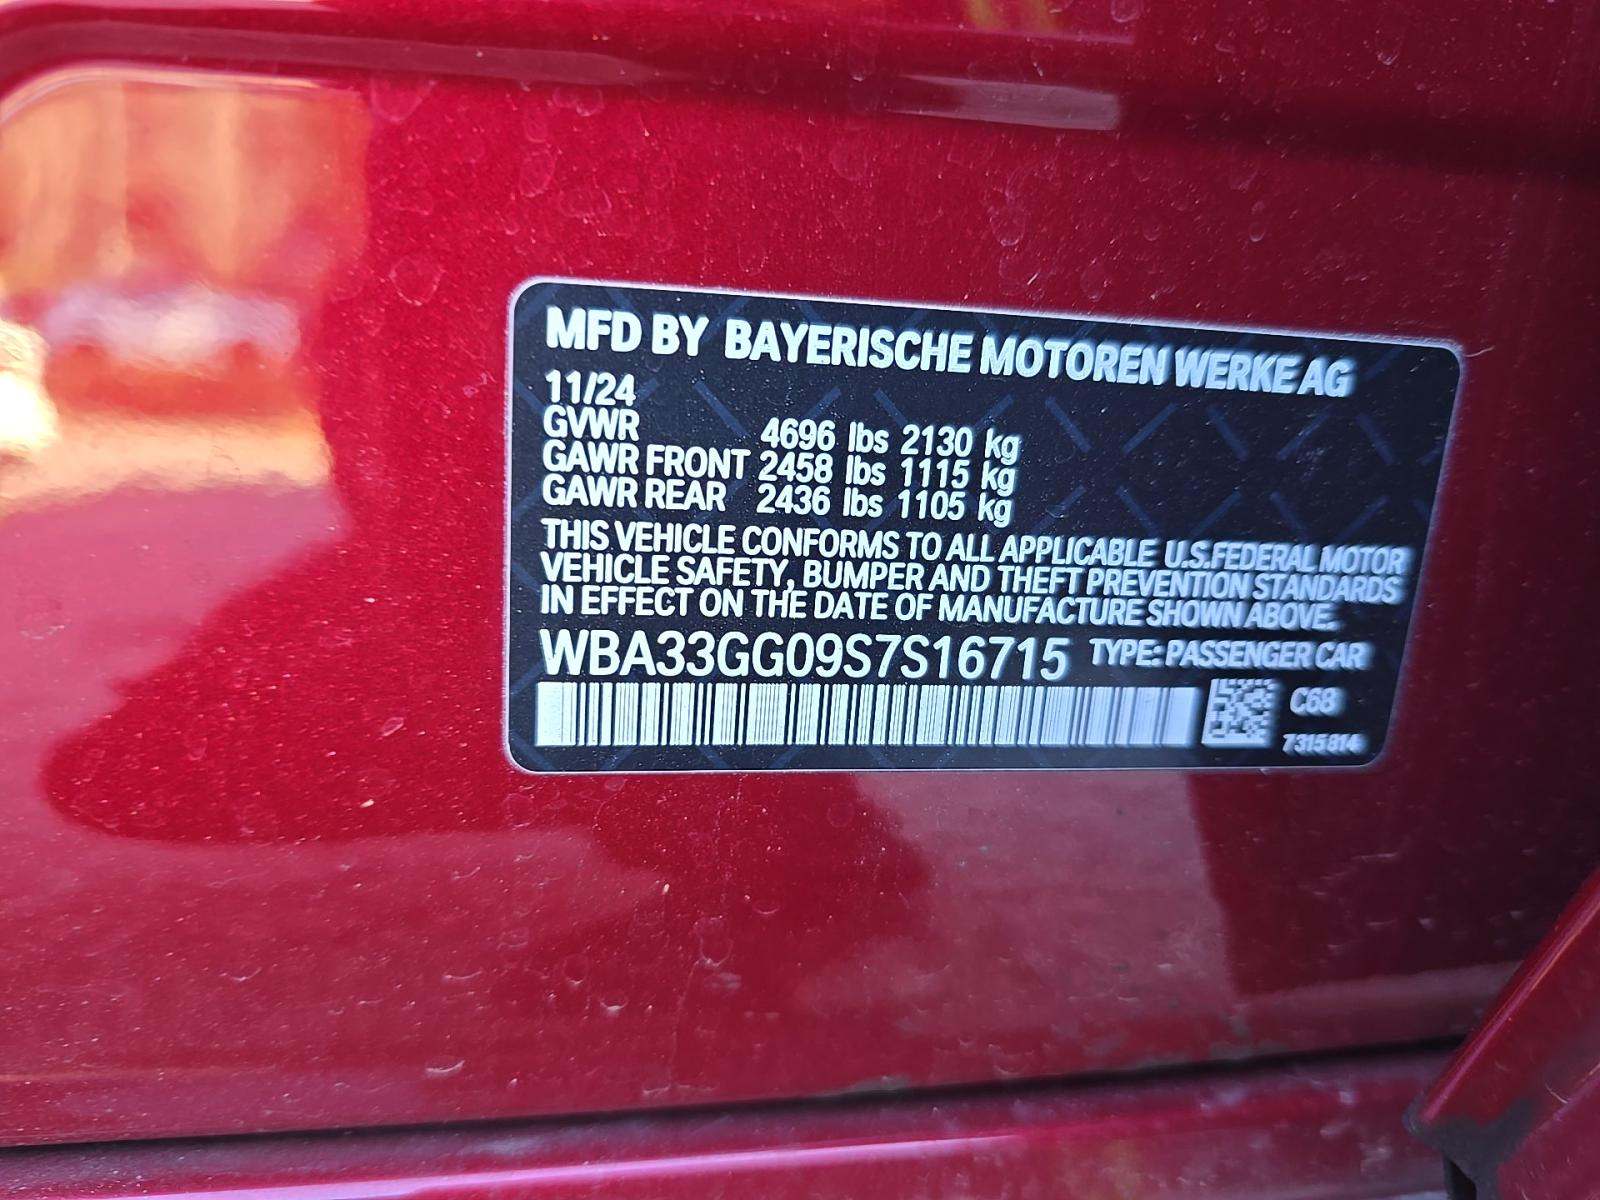 MFD BY BAYERISCHE MOTOREN WERKE AG
11/24
GVWR 4696 lbs 2130 kg
GAWR FRONT 2458 lbs 1115 kg
GAWR REAR 2436 lbs 1105 kg
THIS VEHICLE CONFORMS TO ALL APPLICABLE U.S.FEDERAL MOTOR
VEHICLE SAFETY, BUMPER AND THEFT PREVENTION STANDARDS
IN EFFECT ON THE DATE OF MANUFACTURE SHOWN ABOVE.
WBA33GG09S7S16715 TYPE: PASSENGER CAR
C68
7315814